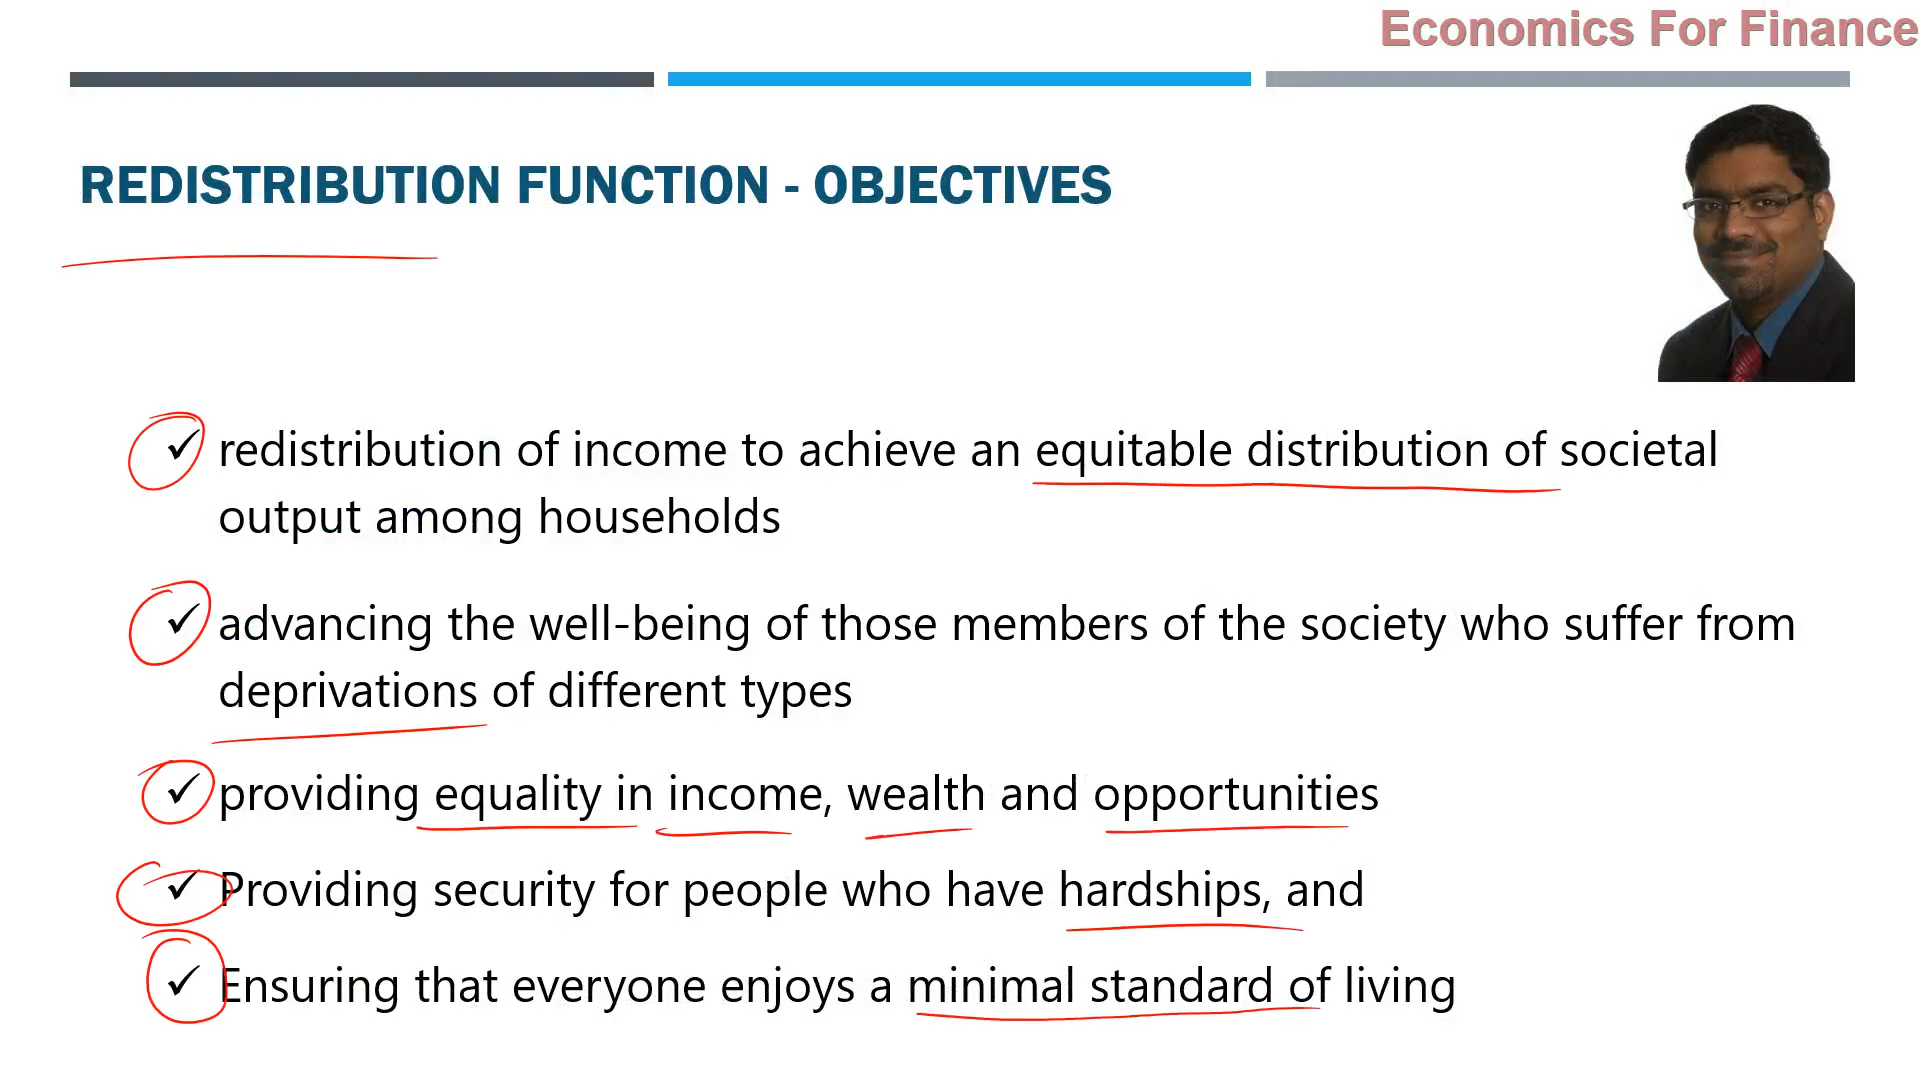 Economics For Finance
REDISTRIBUTION FUNCTION - OBJECTIVES
✓ redistribution of income to achieve an equitable distribution of societal
output among households
✓ advancing the well-being of those members of the society who suffer from
deprivations of different types
✓ providing equality in income, wealth and opportunities
✓ Providing security for people who have hardships, and
✓ Ensuring that everyone enjoys a minimal standard of living